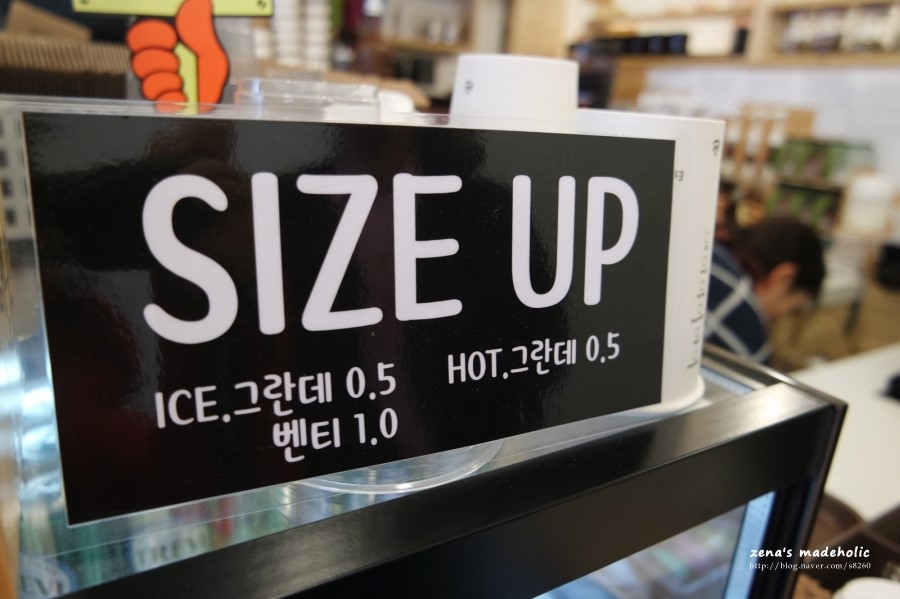 SIZE UP
ICE.그란데 0.5
벤티 1.0
HOT.그란데 0.5
zena's madeholic
http://blog.naver.com/s8260